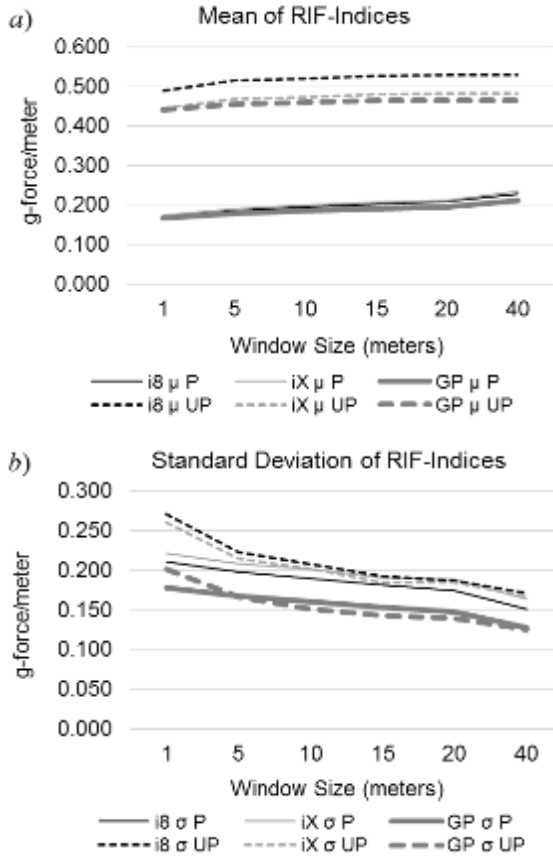 a) Mean of RIF-Indices
0.600
0.500
0.400
0.300
0.200
0.100
0.000
g-force/meter
1 5 10 15 20 40
Window Size (meters)
i8 μ P iX μ P GP μ P
i8 μ UP iX μ UP GP μ UP
b) Standard Deviation of RIF-Indices
0.300
0.250
0.200
0.150
0.100
0.050
0.000
g-force/meter
1 5 10 15 20 40
Window Size (meters)
i8 σ P iX σ P GP σ P
i8 σ UP iX σ UP GP σ UP